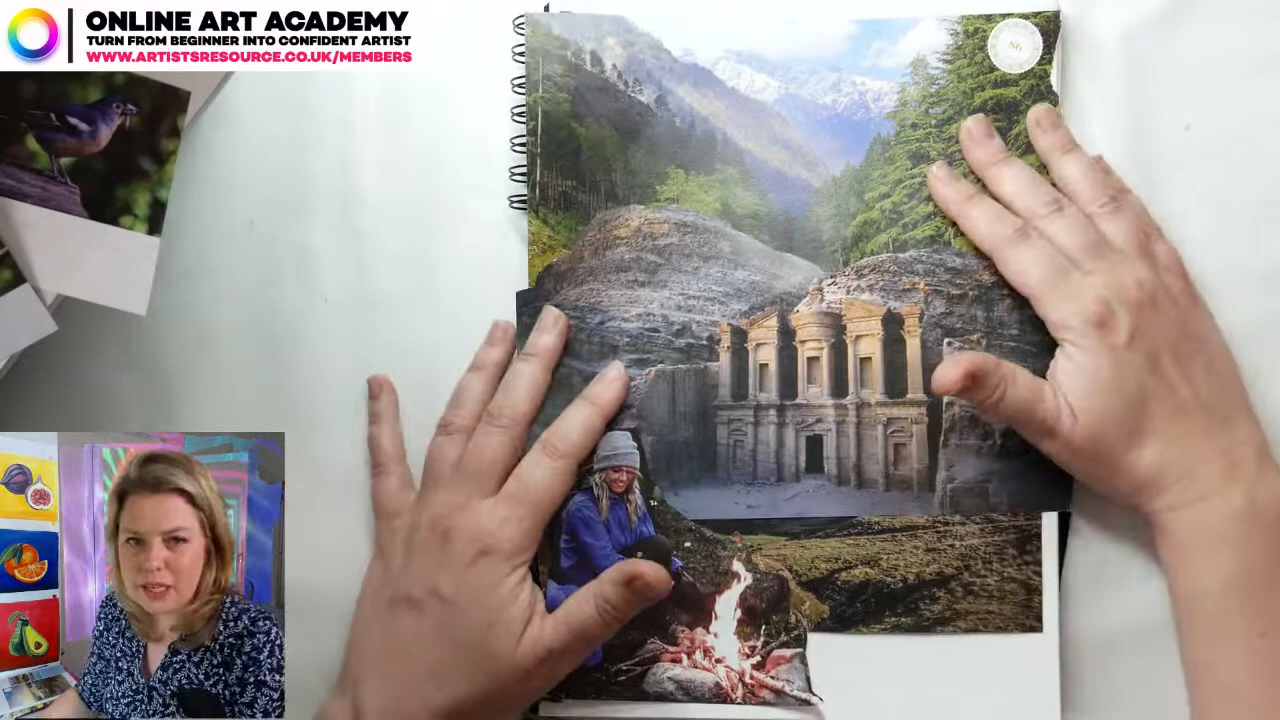 ONLINE ART ACADEMY
TURN FROM BEGINNER INTO CONFIDENT ARTIST
WWW.ARTISTSRESOURCE.CO.UK/MEMBERS